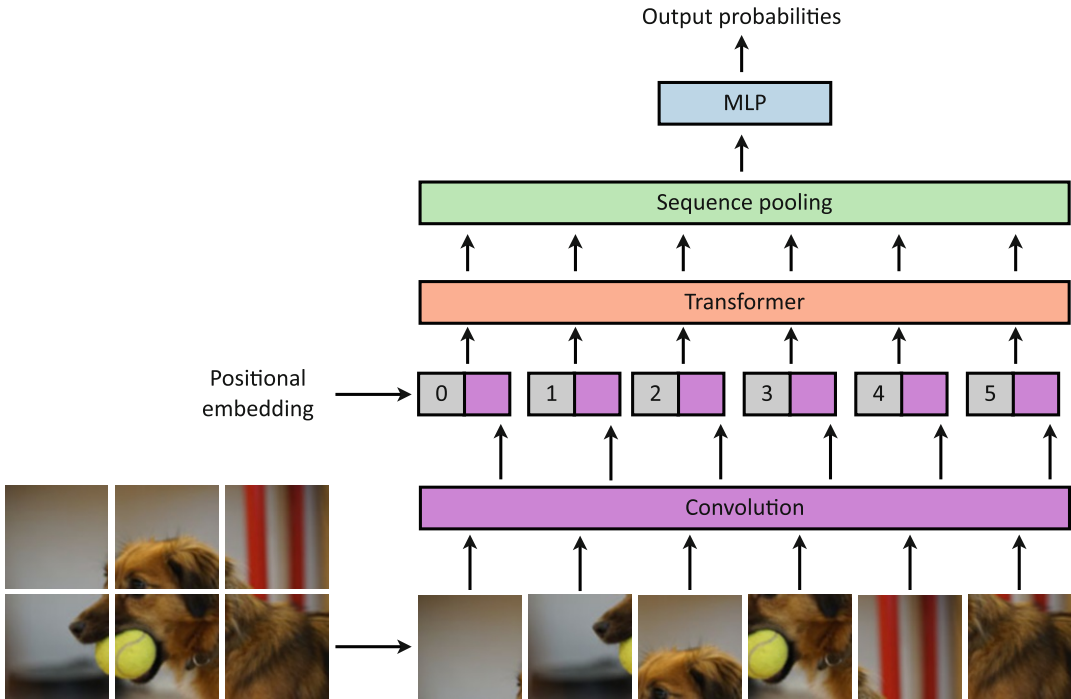 Output probabilities
MLP
Sequence pooling
Transformer
Positional
embedding
0 1 2 3 4 5
Convolution